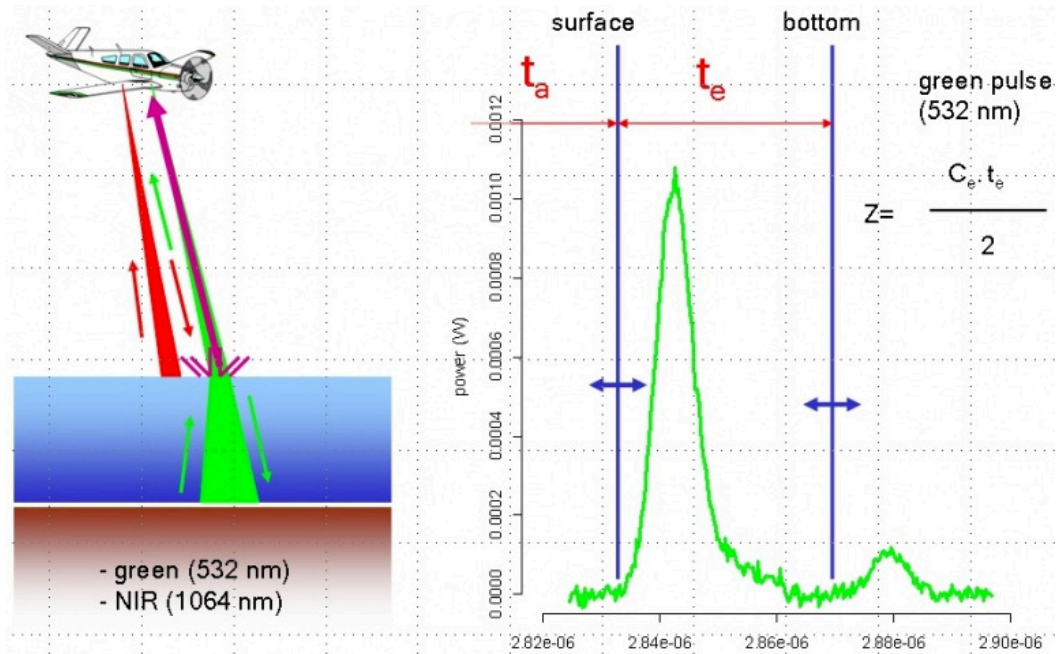 surface
bottom
tₐ
tₑ
green pulse
(532 nm)
Cₑ.tₑ
Z=
2
power (W)
0.0012
0.0010
0.0008
0.0006
0.0004
0.0002
0.0000
2.82e-06
2.84e-06
2.86e-06
2.88e-06
2.90e-06
- green (532 nm)
- NIR (1064 nm)